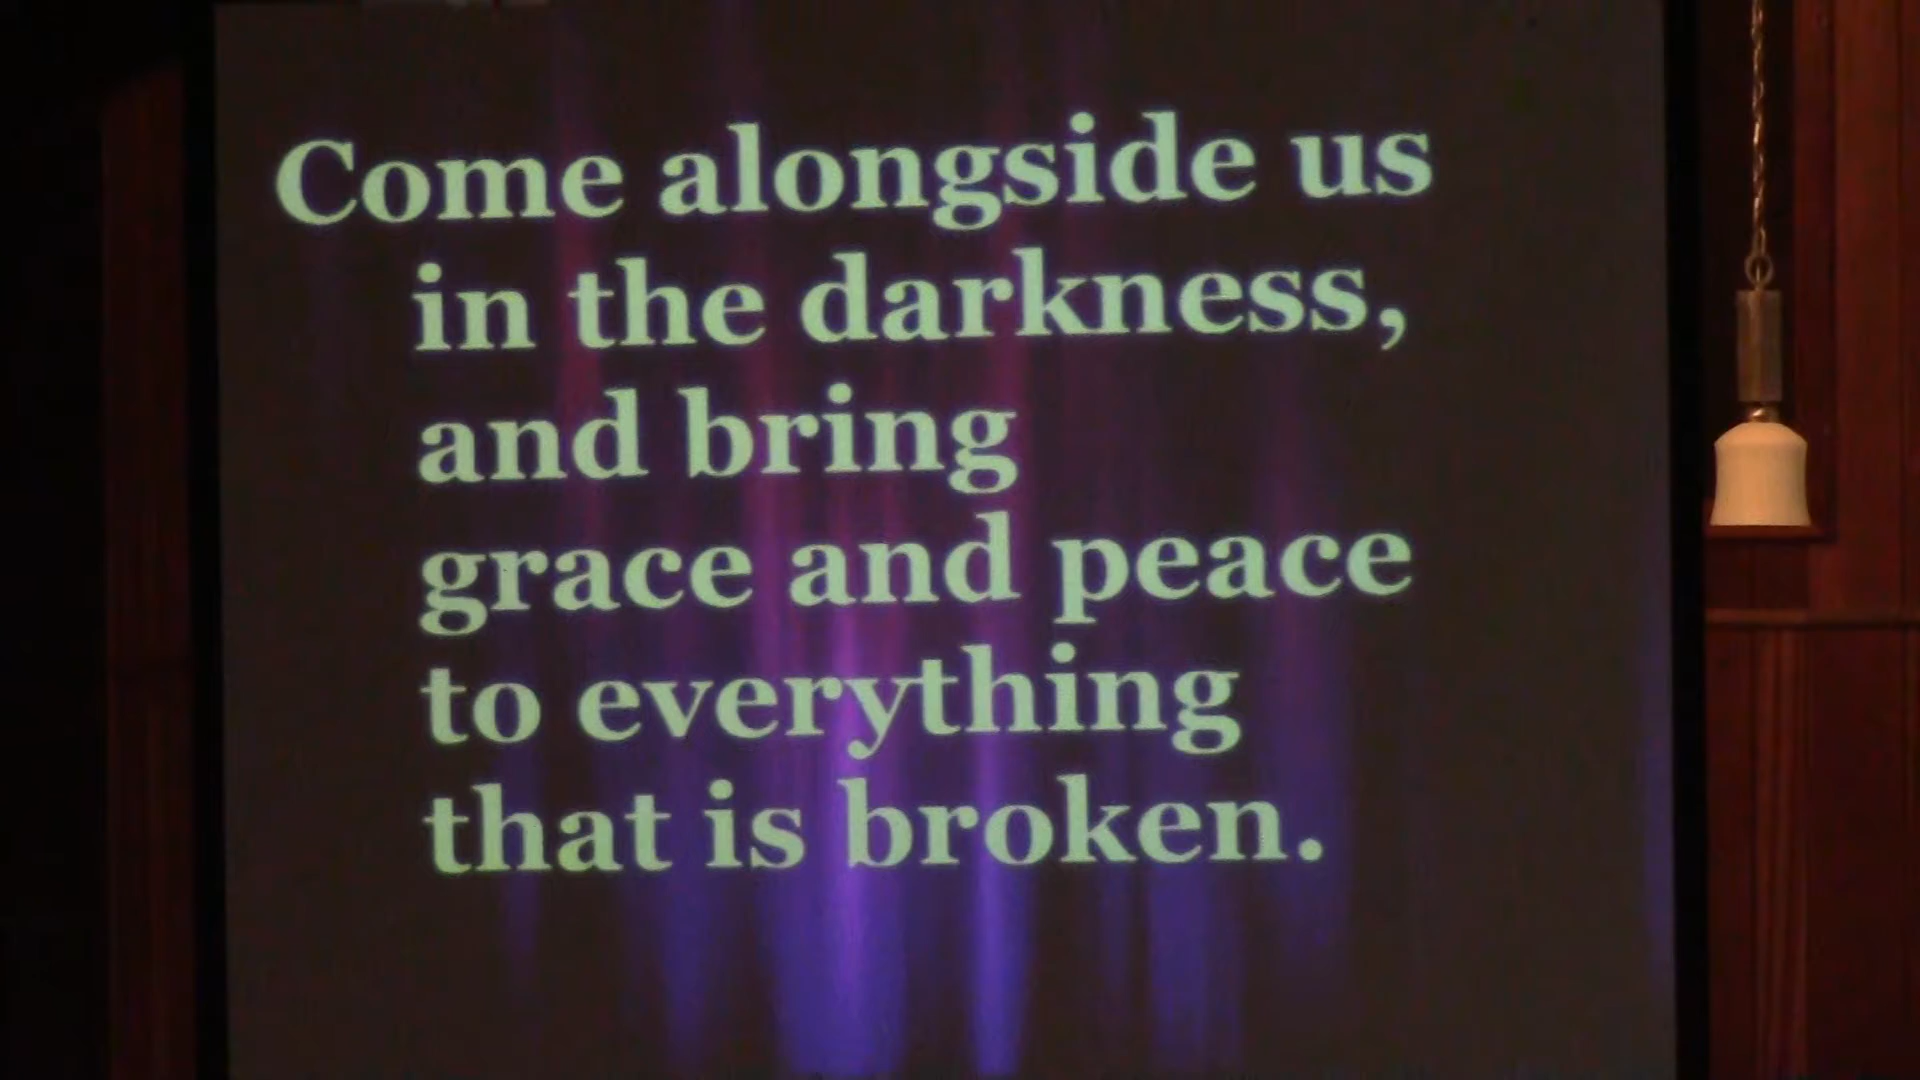 Come alongside us
in the darkness,
and bring
grace and peace
to everything
that is broken.